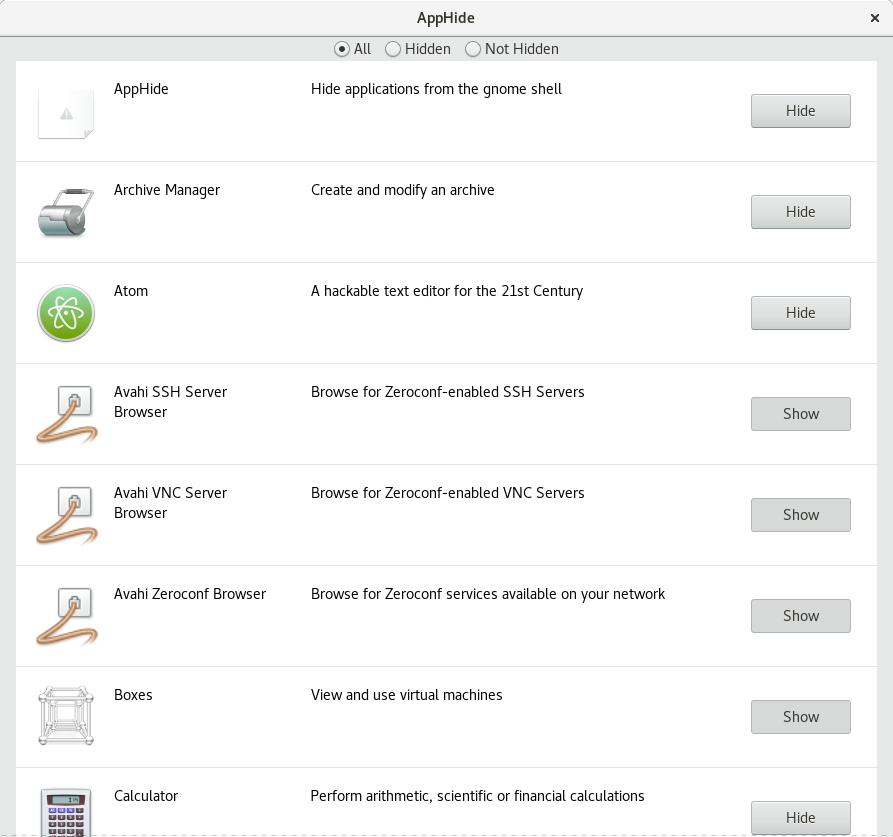 AppHide
All Hidden Not Hidden
AppHide Hide applications from the gnome shell
Hide
Archive Manager Create and modify an archive
Hide
Atom A hackable text editor for the 21st Century
Hide
Avahi SSH Server Browse for Zeroconf-enabled SSH Servers
Browser
Show
Avahi VNC Server Browse for Zeroconf-enabled VNC Servers
Browser
Show
Avahi Zeroconf Browser Browse for Zeroconf services available on your network
Show
Boxes View and use virtual machines
Show
Calculator Perform arithmetic, scientific or financial calculations
Hide